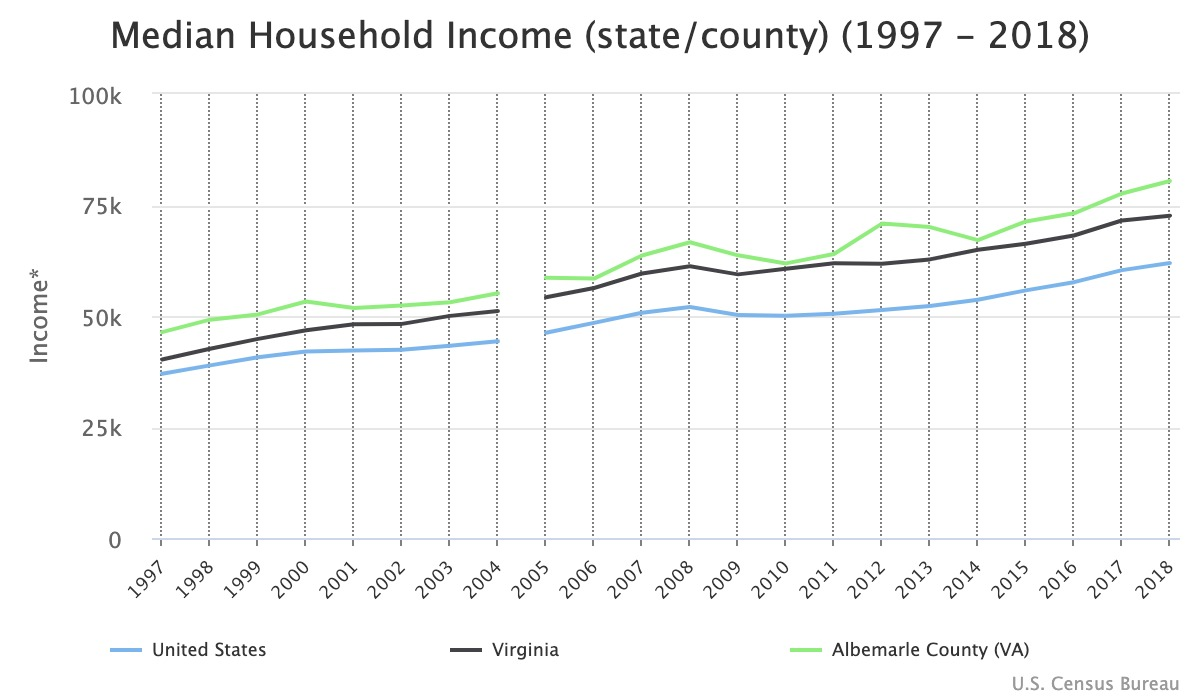 Median Household Income (state/county) (1997 – 2018)
100k
75k
50k
25k
0
Income*
1997 1998 1999 2000 2001 2002 2003 2004 2005 2006 2007 2008 2009 2010 2011 2012 2013 2014 2015 2016 2017 2018
United States Virginia Albemarle County (VA)
U.S. Census Bureau